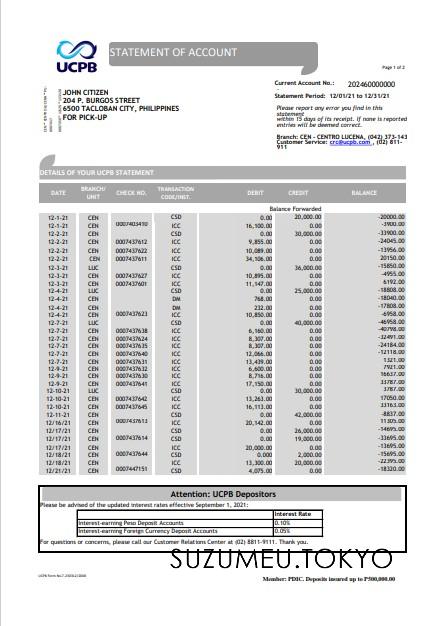 UCPB
STATEMENT OF ACCOUNT
Page 1 of 2
JOHN CITIZEN
204 P. BURGOS STREET
6500 TACLOBAN CITY, PHILIPPINES
FOR PICK-UP
Current Account No.: 202460000000
Statement Period: 12/01/21 to 12/31/21
Please report any error you find in this
statement
within 15 days of its receipt. If none is reported
entries will be deemed correct.
Branch: CEN - CENTRO LUCENA, (042) 373-143
Customer Service: crc@ucpb.com , (02) 811-
911
DETAILS OF YOUR UCPB STATEMENT
DATE BRANCH/ UNIT CHECK NO. TRANSACTION CODE/INST. DEBIT CREDIT BALANCE
Balance Forwarded
12-1-21 CEN CSD 0.00 20,000.00 -20000.00
12-1-21 CEN 0007403410 ICC 16,100.00 0.00 -3900.00
12-2-21 CEN CSD 0.00 30,000.00 -33900.00
12-2-21 CEN 0007437612 ICC 9,855.00 0.00 -24045.00
12-2-21 CEN 0007437622 ICC 10,089.00 0.00 -13956.00
12-2-21 CEN 0007437611 ICC 34,106.00 0.00 20150.00
12-3-21 LUC CSD 0.00 36,000.00 -15850.00
12-3-21 CEN 0007437627 ICC 10,895.00 0.00 -4955.00
12-3-21 CEN 0007437601 ICC 11,147.00 0.00 6192.00
12-4-21 LUC CSD 0.00 25,000.00 -18808.00
12-4-21 CEN DM 768.00 0.00 -18040.00
12-4-21 CEN DM 232.00 0.00 -17808.00
12-4-21 CEN 0007437623 ICC 10,850.00 0.00 -6958.00
12-7-21 LUC CSD 0.00 40,000.00 -46958.00
12-7-21 CEN 0007437638 ICC 6,160.00 0.00 -40798.00
12-7-21 CEN 0007437624 ICC 8,307.00 0.00 -32491.00
12-7-21 CEN 0007437635 ICC 8,307.00 0.00 -24184.00
12-7-21 CEN 0007437640 ICC 12,066.00 0.00 -12118.00
12-7-21 CEN 0007437631 ICC 13,439.00 0.00 1321.00
12-9-21 CEN 0007437632 ICC 6,600.00 0.00 7921.00
12-9-21 CEN 0007437630 ICC 8,716.00 0.00 16637.00
12-9-21 CEN 0007437641 ICC 17,150.00 0.00 33787.00
12-10-21 LUC CSD 0.00 30,000.00 3787.00
12-10-21 CEN 0007437642 ICC 13,263.00 0.00 17050.00
12-10-21 CEN 0007437645 ICC 16,113.00 0.00 33163.00
12-11-21 CEN CSD 0.00 42,000.00 -8837.00
12/16/21 CEN 0007437613 ICC 20,142.00 0.00 11305.00
12/17/21 CEN CSD 0.00 26,000.00 -14695.00
12/17/21 CEN 0007437614 CSD 0.00 19,000.00 -33695.00
12/17/21 CEN ICC 20,000.00 0.00 -13695.00
12/18/21 CEN 0007437644 CSD 0.000 2,000.00 -15695.00
12/18/21 CEN ICC 13,300.00 20,000.00 -22395.00
12/21/21 CEN 0007447151 CSD 4,075.00 0.00 -18320.00
Attention: UCPB Depositors
Please be advised of the updated interest rates effective September 1, 2021:
Interest Rate
Interest-earning Peso Deposit Accounts 0.10%
Interest-earning Foreign Currency Deposit Accounts 0.05%
For questions or concerns, please call our Customer Relations Center at (02) 8811-9111. Thank you.
SUZUMEU.TOKYO
Member: PDIC. Deposits insured up to P500,000.00